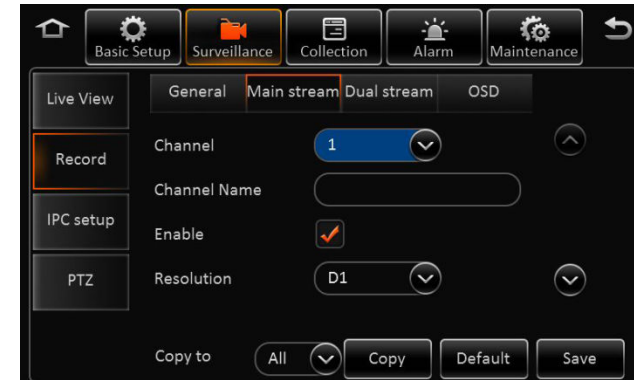 Basic Setup Surveillance Collection Alarm Maintenance
Live View General Main stream Dual stream OSD
Channel 1
Record
Channel Name
IPC setup
Enable
PTZ Resolution D1
Copy to All Copy Default Save